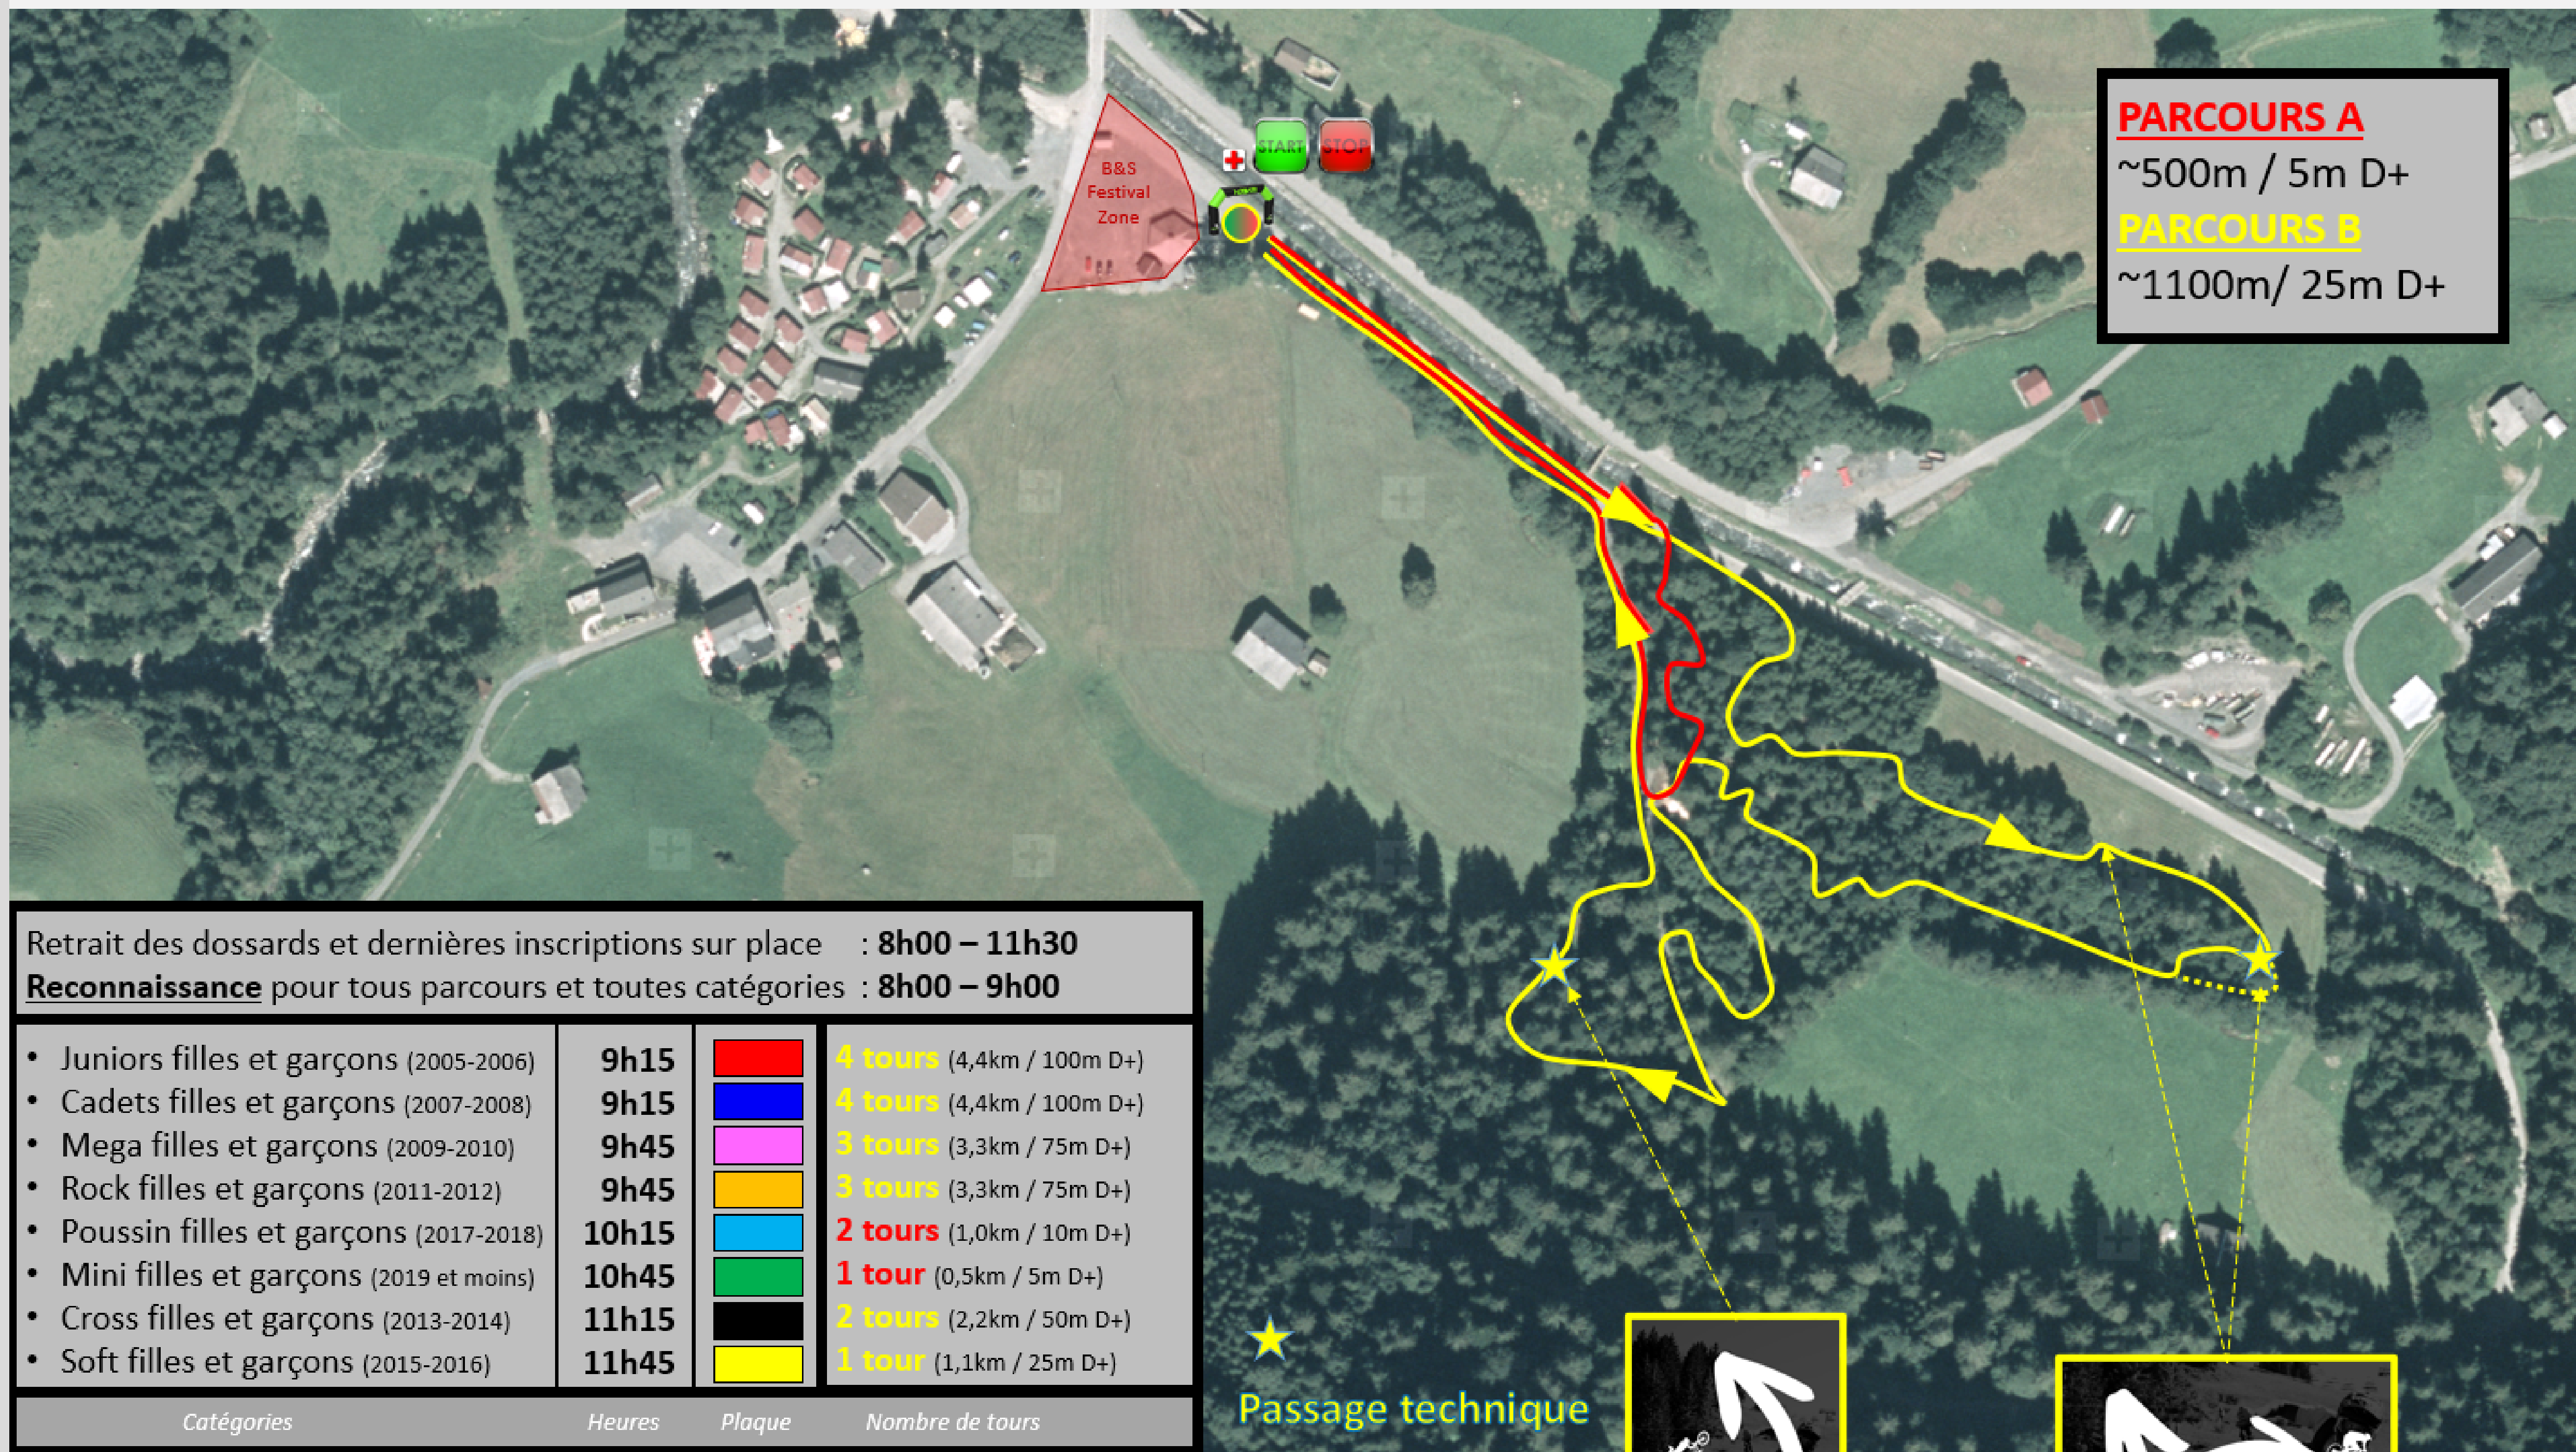 START STOP
B&S
Festival
Zone
PARCOURS A
~500m / 5m D+
PARCOURS B
~1100m/ 25m D+
Retrait des dossards et dernières inscriptions sur place : 8h00 – 11h30
Reconnaissance pour tous parcours et toutes catégories : 8h00 – 9h00
• Juniors filles et garçons (2005-2006) 9h15 4 tours (4,4km / 100m D+)
• Cadets filles et garçons (2007-2008) 9h15 4 tours (4,4km / 100m D+)
• Mega filles et garçons (2009-2010) 9h45 3 tours (3,3km / 75m D+)
• Rock filles et garçons (2011-2012) 9h45 3 tours (3,3km / 75m D+)
• Poussin filles et garçons (2017-2018) 10h15 2 tours (1,0km / 10m D+)
• Mini filles et garçons (2019 et moins) 10h45 1 tour (0,5km / 5m D+)
• Cross filles et garçons (2013-2014) 11h15 2 tours (2,2km / 50m D+)
• Soft filles et garçons (2015-2016) 11h45 1 tour (1,1km / 25m D+)
Catégories Heures Plaque Nombre de tours
Passage technique